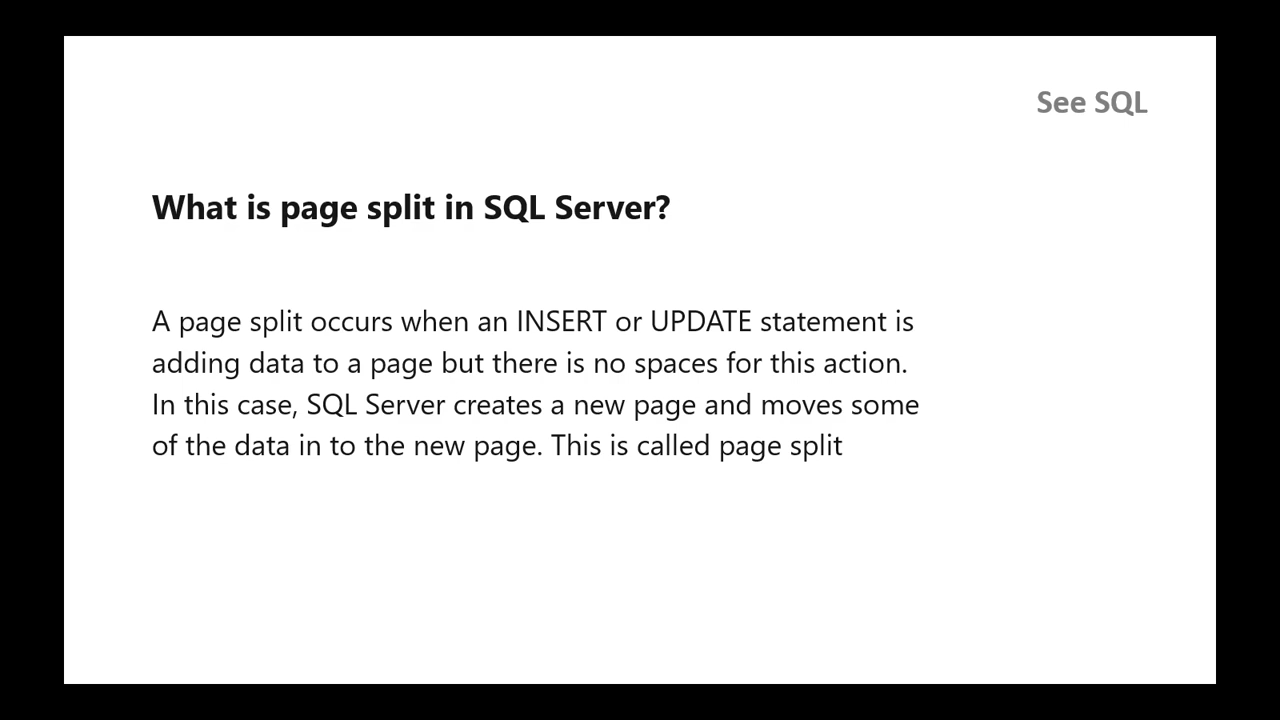 See SQL
What is page split in SQL Server?
A page split occurs when an INSERT or UPDATE statement is
adding data to a page but there is no spaces for this action.
In this case, SQL Server creates a new page and moves some
of the data in to the new page. This is called page split